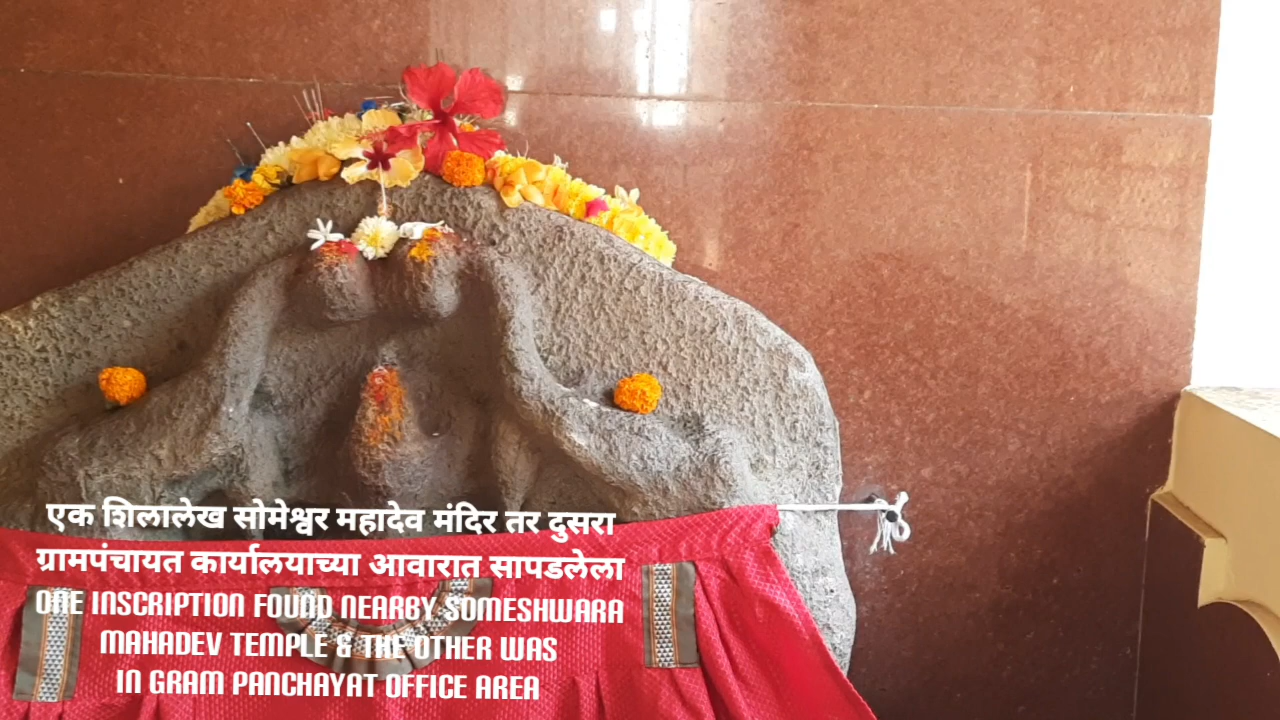 एक शिलालेख सोमेश्वर महादेव मंदिर तर दुसरा
ग्रामपंचायत कार्यालयाच्या आवारात सापडलेला
ONE INSCRIPTION FOUND NEARBY SOMESHWARA
MAHADEV TEMPLE & THE OTHER WAS
IN GRAM PANCHAYAT OFFICE AREA